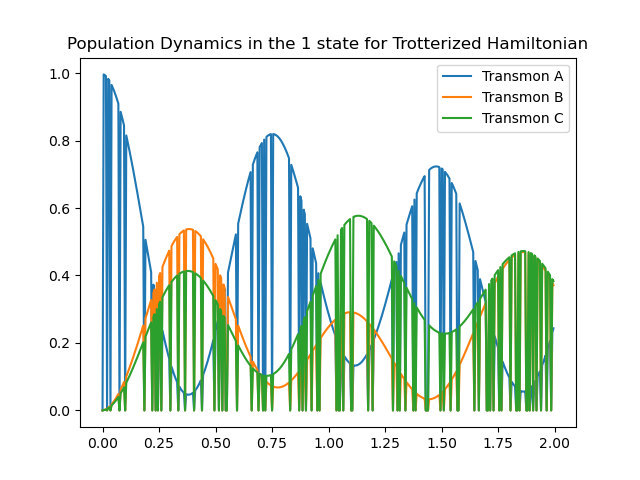 Population Dynamics in the 1 state for Trotterized Hamiltonian
Transmon A
Transmon B
Transmon C
1.0
0.8
0.6
0.4
0.2
0.0
0.00 0.25 0.50 0.75 1.00 1.25 1.50 1.75 2.00